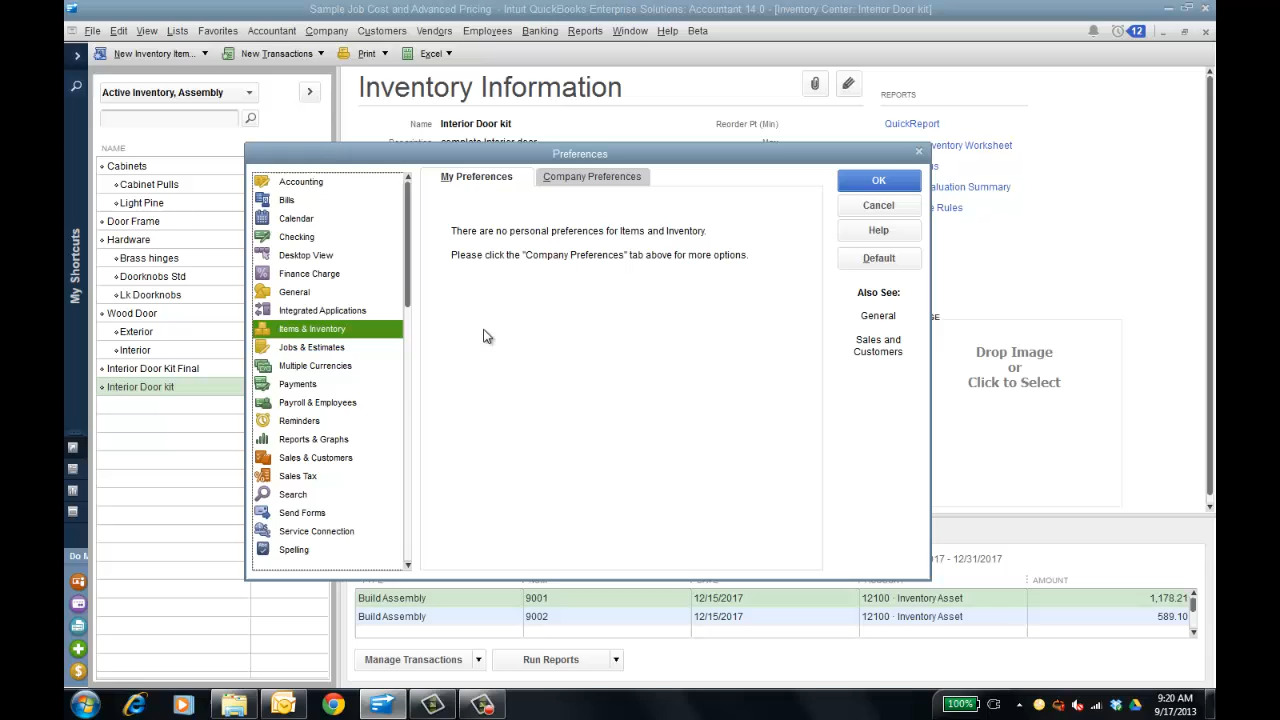 Sample Job Cost and Advanced Pricing - Intuit QuickBooks Enterprise Solutions: Accountant 14.0 - [Inventory Center: Interior Door kit]
File Edit View Lists Favorites Accountant Company Customers Vendors Employees Banking Reports Window Help Beta
12
New Inventory Item... New Transactions Print Excel
Active Inventory, Assembly
NAME
Cabinets
Cabinet Pulls
Light Pine
Door Frame
Hardware
Brass hinges
Doorknobs Std
Lk Doorknobs
Wood Door
Exterior
Interior
Interior Door Kit Final
Interior Door kit
My Shortcuts
Do M
Inventory Information
REPORTS
Name Interior Door kit Reorder Pt (Min)
QuickReport
ventory Worksheet
aluation Summary
e Rules
Preferences
Accounting
Bills
Calendar
Checking
Desktop View
Finance Charge
General
Integrated Applications
Items & Inventory
Jobs & Estimates
Multiple Currencies
Payments
Payroll & Employees
Reminders
Reports & Graphs
Sales & Customers
Sales Tax
Search
Send Forms
Service Connection
Spelling
My Preferences Company Preferences
There are no personal preferences for Items and Inventory.
Please click the "Company Preferences" tab above for more options.
OK
Cancel
Help
Default
Also See:
General
Sales and
Customers
Drop Image
or
Click to Select
017 - 12/31/2017
AMOUNT
Build Assembly 9001 12/15/2017 12100 · Inventory Asset 1,178.21
Build Assembly 9002 12/15/2017 12100 · Inventory Asset 589.10
Manage Transactions Run Reports
100%
9:20 AM
9/17/2013